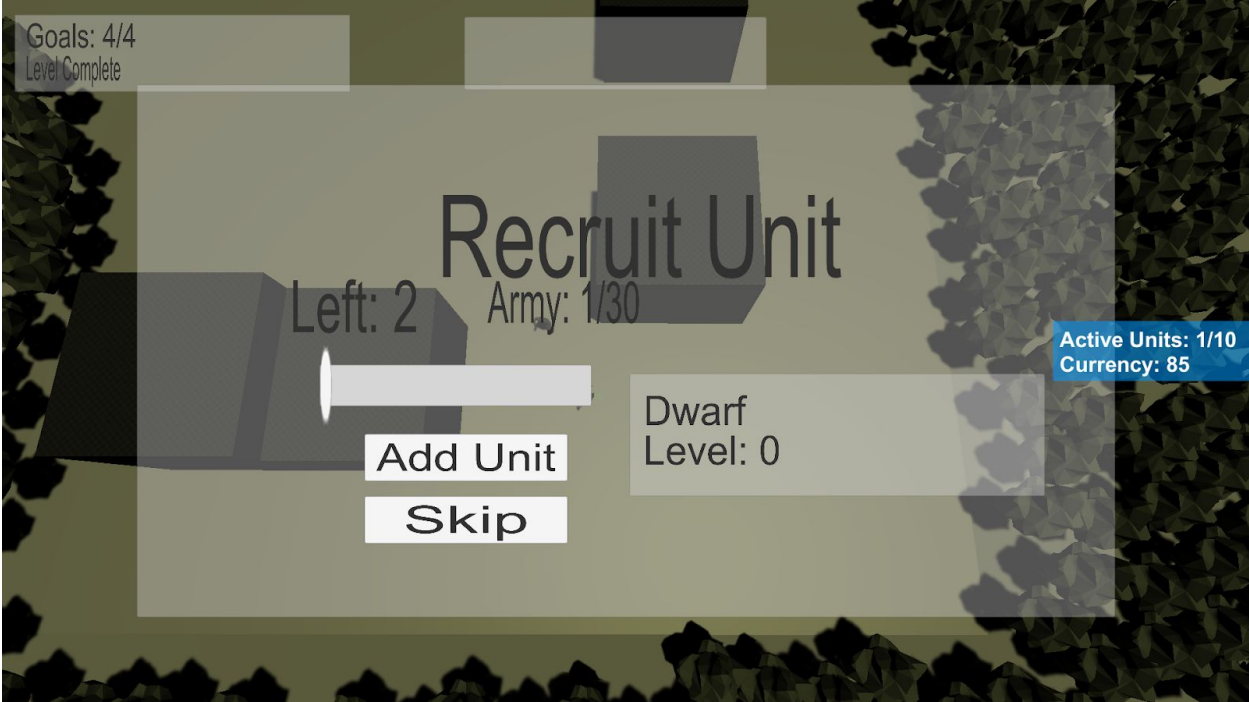 Goals: 4/4
Level Complete
Recruit Unit
Left: 2
Army: 1/30
Active Units: 1/10
Currency: 85
Dwarf
Level: 0
Add Unit
Skip